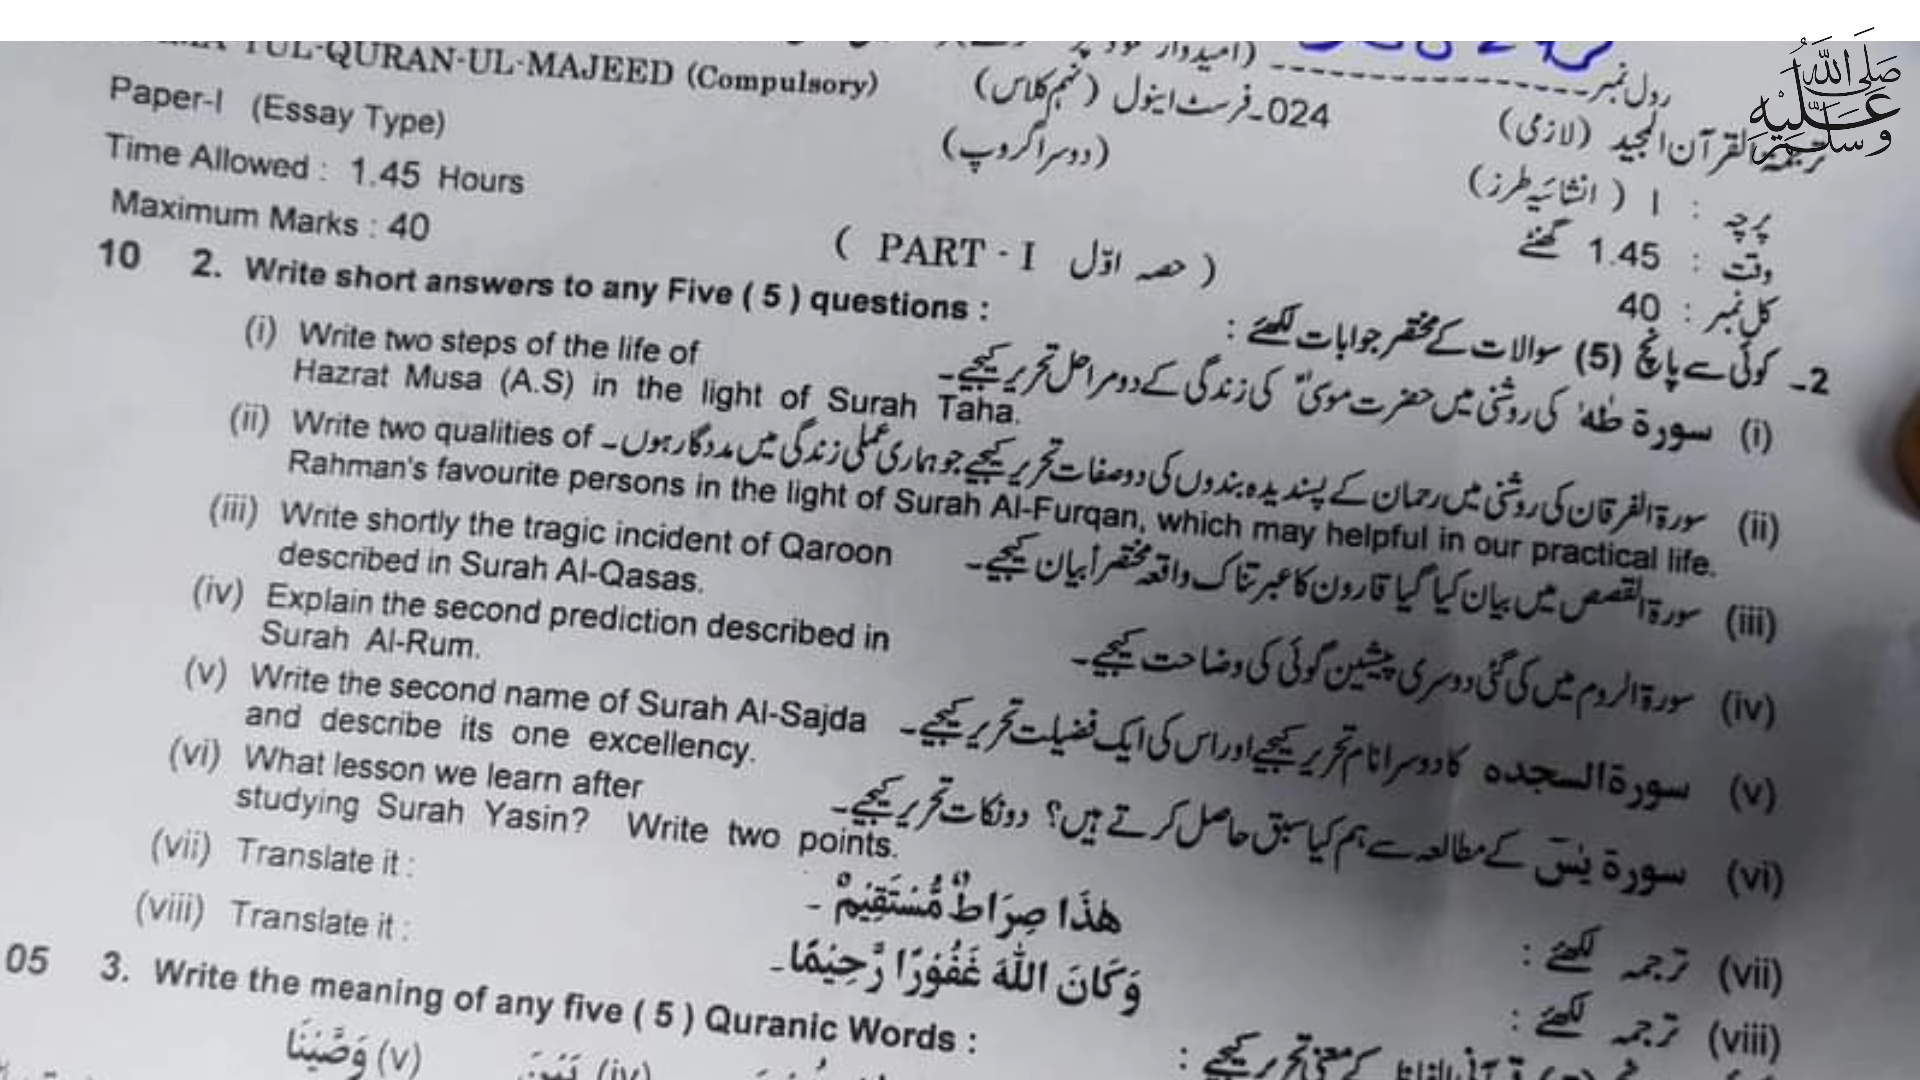 TUL-QURAN-UL-MAJEED (Compulsory)
رول نمبر
Paper-I (Essay Type)
024-فرسٹ اینول (نہم کلاس)
ترجمۃ القرآن المجید (لازمی)
صَلَّى اللّٰهُ عَلَيْهِ وَسَلَّم
Time Allowed : 1.45 Hours
(دوسرا گروپ)
پرچہ : I (انشائیہ طرز)
Maximum Marks : 40
وقت : 1.45 گھنٹے
( PART - I حصہ اوّل )
کل نمبر : 40
10 2. Write short answers to any Five ( 5 ) questions :
2- کوئی سے پانچ (5) سوالات کے مختصر جوابات لکھئے :
(i) Write two steps of the life of
Hazrat Musa (A.S) in the light of Surah Taha.
(i) سورۃ طٰهٰ کی روشنی میں حضرت موسیٰؑ کی زندگی کے دو مراحل تحریر کیجیے۔
(ii) Write two qualities of
(ii) سورۃ الفرقان کی روشنی میں رحمان کے پسندیدہ بندوں کی دو صفات تحریر کیجیے جو ہماری عملی زندگی میں مددگار ہوں۔
Rahman's favourite persons in the light of Surah Al-Furqan, which may helpful in our practical life.
(iii) Write shortly the tragic incident of Qaroon
described in Surah Al-Qasas.
(iii) سورۃ القصص میں بیان کیا گیا قارون کا عبرتناک واقعہ مختصراً بیان کیجیے۔
(iv) Explain the second prediction described in
Surah Al-Rum.
(iv) سورۃ الروم میں کی گئی دوسری پیشین گوئی کی وضاحت کیجیے۔
(v) Write the second name of Surah Al-Sajda
and describe its one excellency.
(v) سورۃ السجدہ کا دوسرا نام تحریر کیجیے اور اس کی ایک فضیلت تحریر کیجیے۔
(vi) What lesson we learn after
studying Surah Yasin? Write two points.
(vi) سورۃ یٰسٓ کے مطالعہ سے ہم کیا سبق حاصل کرتے ہیں؟ دو نکات تحریر کیجیے۔
(vii) Translate it :
هٰذَا صِرَاطٌ مُّسْتَقِيْمٌ ۔
(vii) ترجمہ لکھئے :
(viii) Translate it :
وَكَانَ اللّٰهُ غَفُوْرًا رَّحِيْمًا۔
(viii) ترجمہ لکھئے :
05 3. Write the meaning of any five ( 5 ) Quranic Words :
(v) وَصَّيْنَا
(iv)